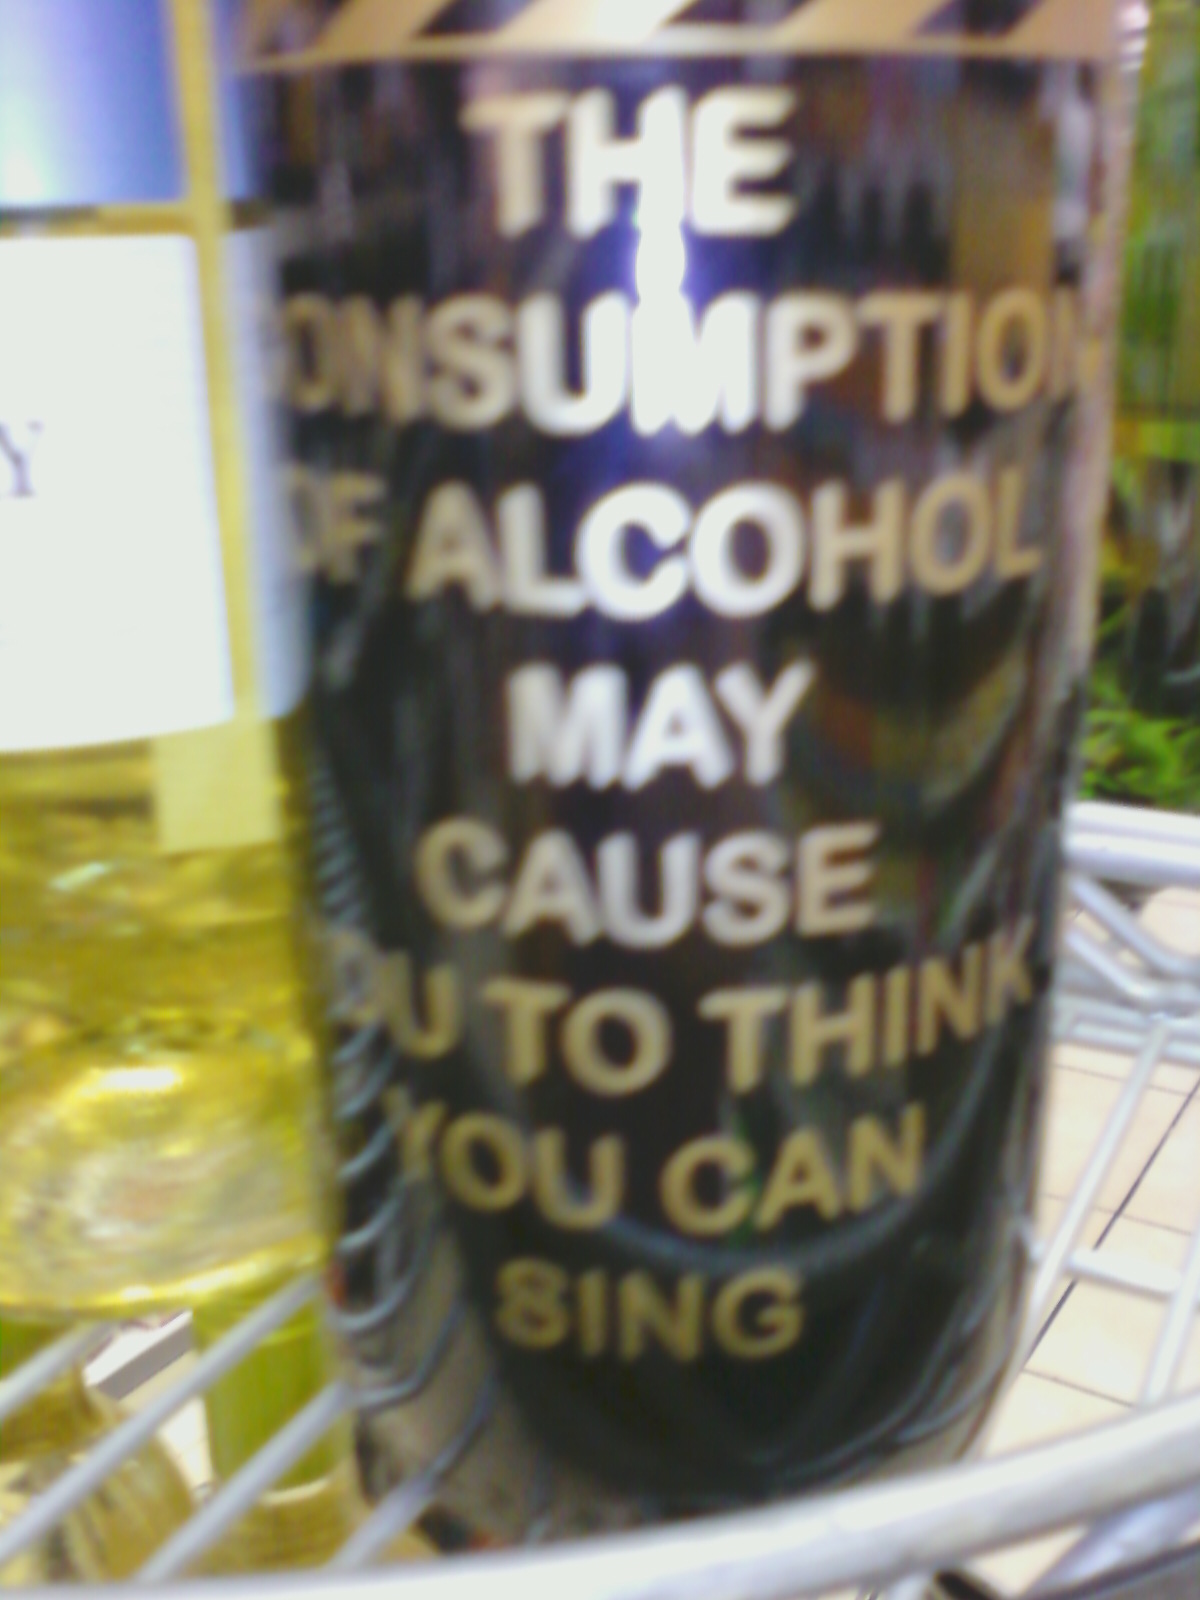 THE
CONSUMPTION
OF ALCOHOL
MAY
CAUSE
YOU TO THINK
YOU CAN
SING